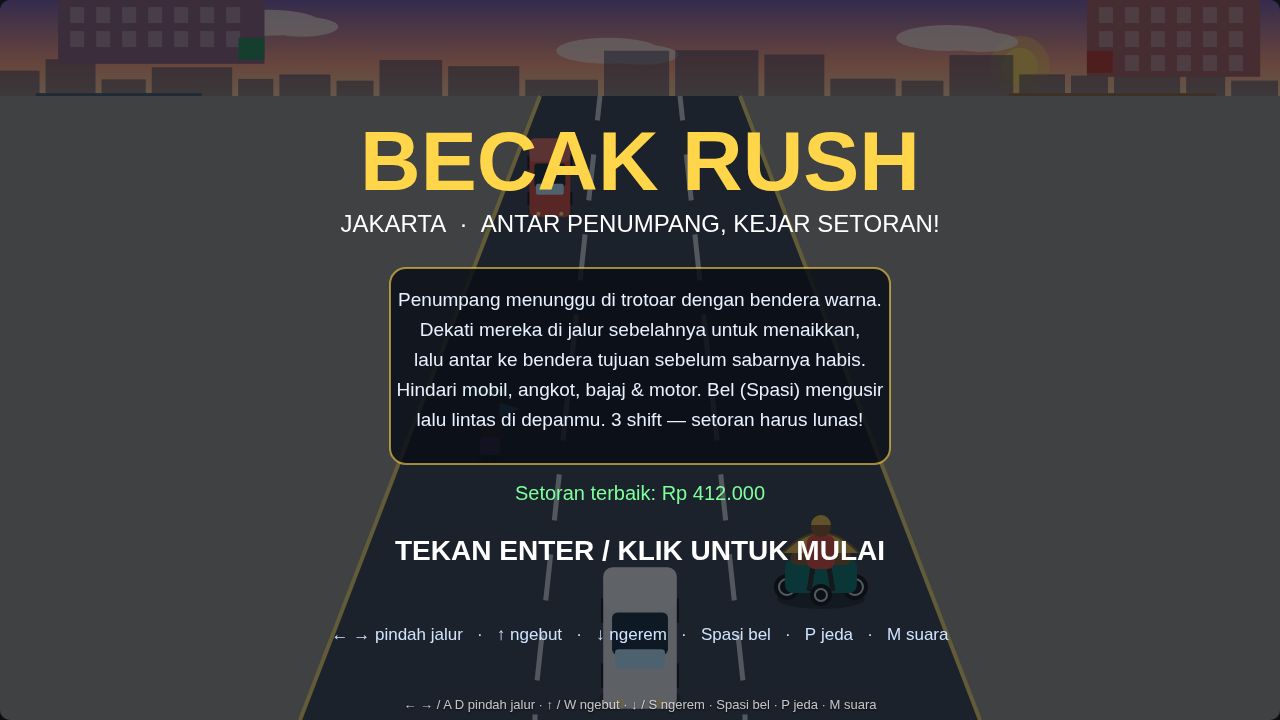 BECAK RUSH
JAKARTA · ANTAR PENUMPANG, KEJAR SETORAN!
Penumpang menunggu di trotoar dengan bendera warna.
Dekati mereka di jalur sebelahnya untuk menaikkan,
lalu antar ke bendera tujuan sebelum sabarnya habis.
Hindari mobil, angkot, bajaj & motor. Bel (Spasi) mengusir
lalu lintas di depanmu. 3 shift — setoran harus lunas!
Setoran terbaik: Rp 412.000
TEKAN ENTER / KLIK UNTUK MULAI
← → pindah jalur · ↑ ngebut · ↓ ngerem · Spasi bel · P jeda · M suara
← → / A D pindah jalur · ↑ / W ngebut · ↓ / S ngerem · Spasi bel · P jeda · M suara